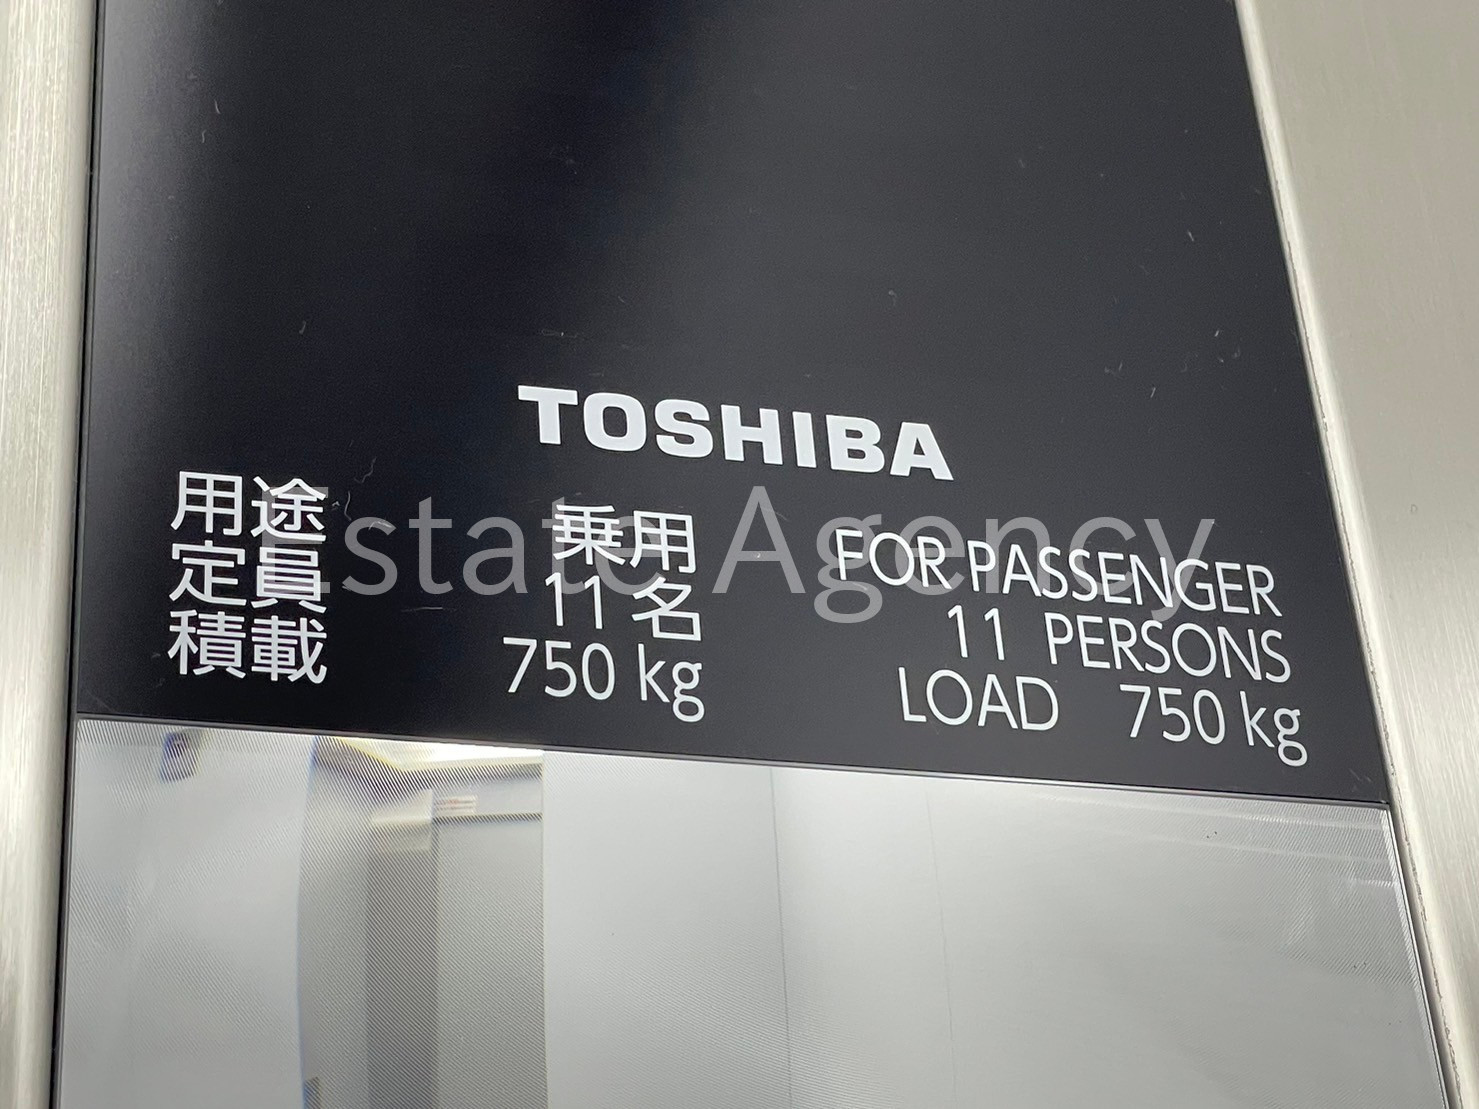 TOSHIBA
用途 乗用 FOR PASSENGER
定員 11名 11 PERSONS
積載 750 kg LOAD 750 kg
Estate Agency